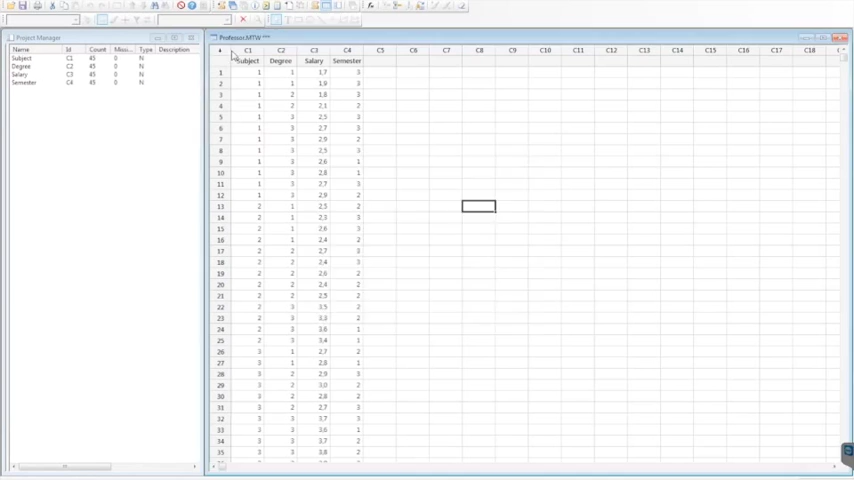 Project Manager
Name Id Count Missi... Type Description
Subject C1 45 0 N
Degree C2 45 0 N
Salary C3 45 0 N
Semester C4 45 0 N
Professor.MTW ***
C1 C2 C3 C4 C5 C6 C7 C8 C9 C10 C11 C12 C13 C14 C15 C16 C17 C18
Subject Degree Salary Semester
1 1 1 1,7 3
2 1 1 1,9 3
3 1 2 1,8 3
4 1 2 2,1 2
5 1 3 2,5 3
6 1 3 2,7 3
7 1 3 2,9 2
8 1 3 2,5 3
9 1 3 2,6 1
10 1 3 2,8 1
11 1 3 2,7 3
12 1 3 2,9 2
13 2 1 2,5 2
14 2 1 2,3 3
15 2 1 2,6 3
16 2 1 2,4 2
17 2 2 2,7 3
18 2 2 2,4 3
19 2 2 2,6 2
20 2 2 2,4 2
21 2 2 2,5 2
22 2 3 3,5 2
23 2 3 3,3 2
24 2 3 3,6 1
25 2 3 3,4 1
26 3 1 2,7 2
27 3 1 2,8 1
28 3 2 2,9 3
29 3 2 3,0 2
30 3 2 2,8 2
31 3 2 2,7 3
32 3 3 3,7 3
33 3 3 3,6 1
34 3 3 3,7 2
35 3 3 3,8 2